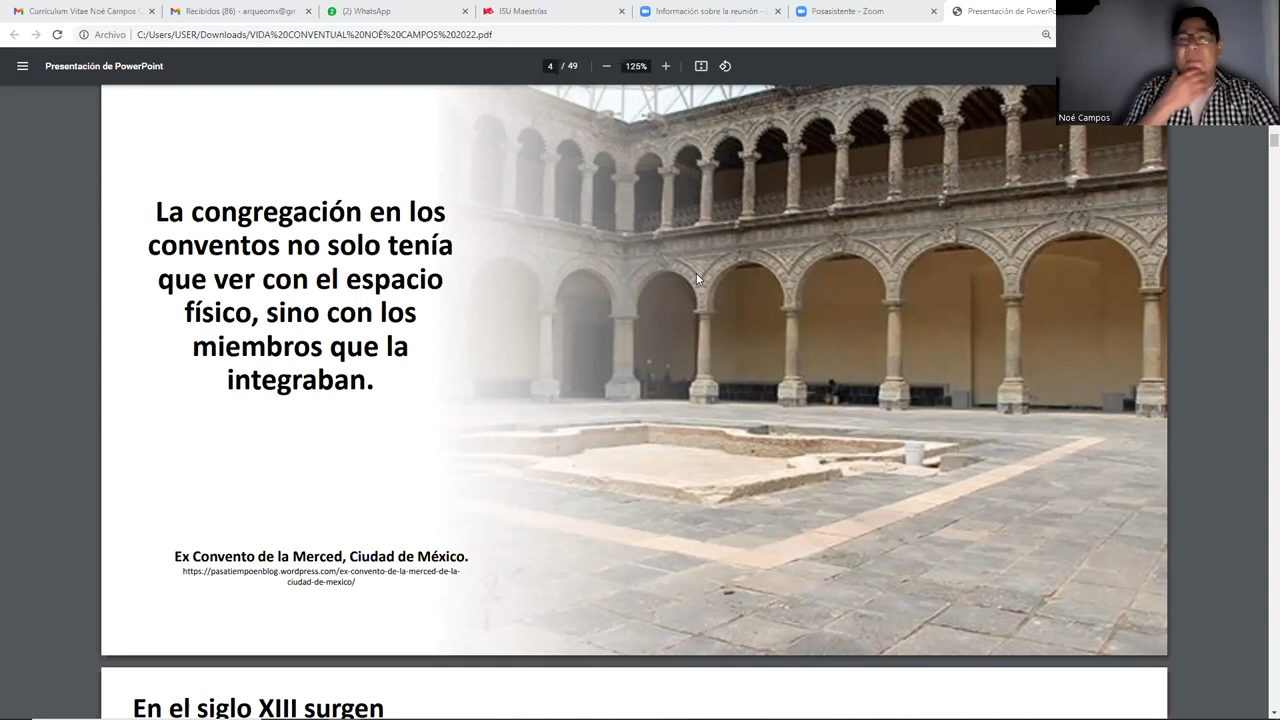 Currículum Vitae Noé Campos
Recibidos (86) - arqueomx@gm
(2) WhatsApp
ISU Maestrías
Información sobre la reunión -
Posasistente - Zoom
Presentación de PowerPo
Archivo
C:/Users/USER/Downloads/VIDA%20CONVENTUAL%20NOÉ%20CAMPOS%202022.pdf
Presentación de PowerPoint
4 / 49
125%
Noé Campos
La congregación en los
conventos no solo tenía
que ver con el espacio
físico, sino con los
miembros que la
integraban.
Ex Convento de la Merced, Ciudad de México.
https://pasatiempoenblog.wordpress.com/ex-convento-de-la-merced-de-la-
ciudad-de-mexico/
En el siglo XIII surgen